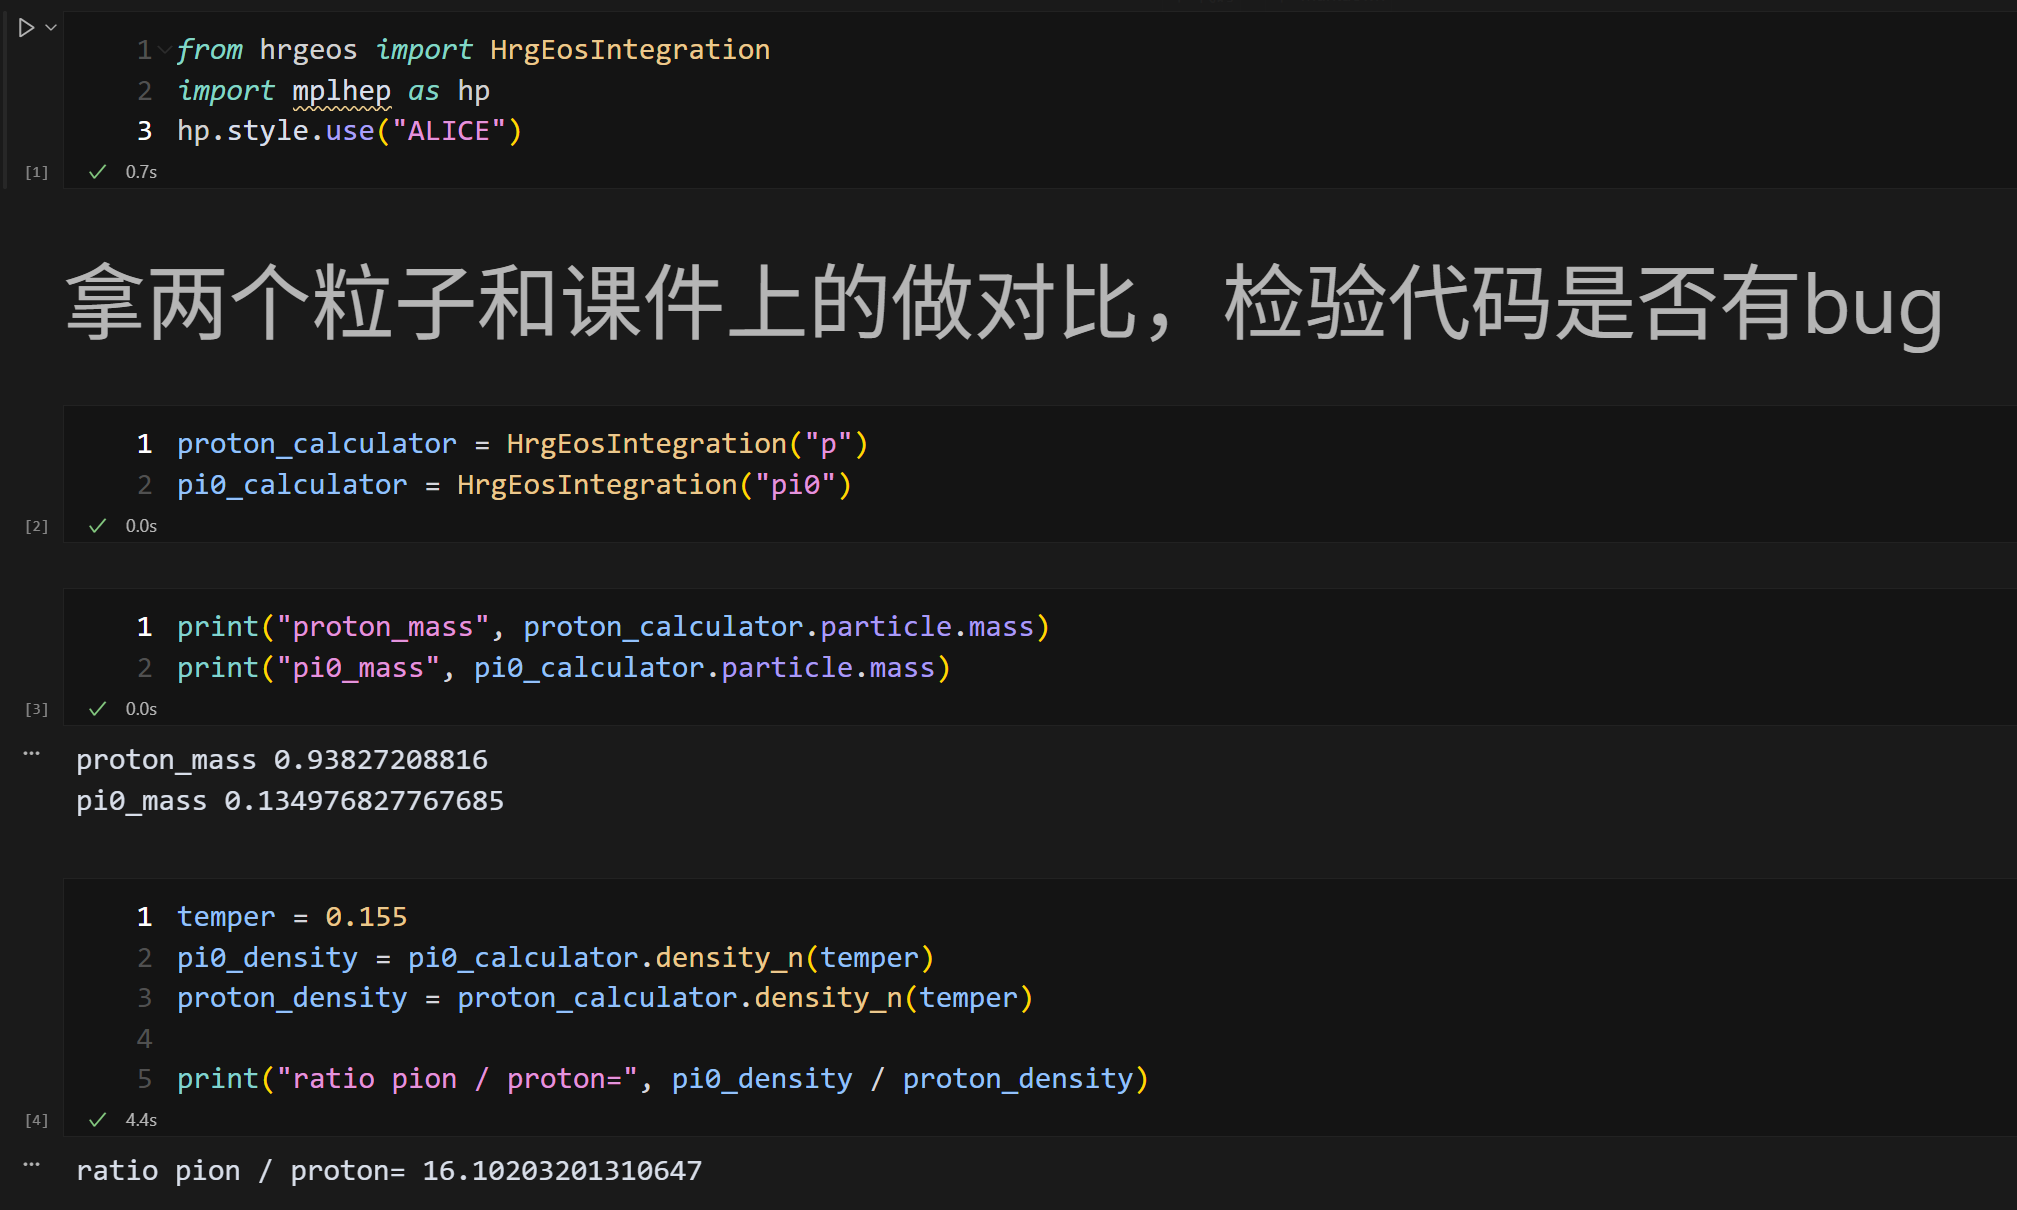 1 from hrgeos import HrgEosIntegration
2 import mplhep as hp
3 hp.style.use("ALICE")
[1] ✓ 0.7s
拿两个粒子和课件上的做对比，检验代码是否有bug
1 proton_calculator = HrgEosIntegration("p")
2 pi0_calculator = HrgEosIntegration("pi0")
[2] ✓ 0.0s
1 print("proton_mass", proton_calculator.particle.mass)
2 print("pi0_mass", pi0_calculator.particle.mass)
[3] ✓ 0.0s
... proton_mass 0.93827208816
pi0_mass 0.134976827767685
1 temper = 0.155
2 pi0_density = pi0_calculator.density_n(temper)
3 proton_density = proton_calculator.density_n(temper)
4
5 print("ratio pion / proton=", pi0_density / proton_density)
[4] ✓ 4.4s
... ratio pion / proton= 16.10203201310647